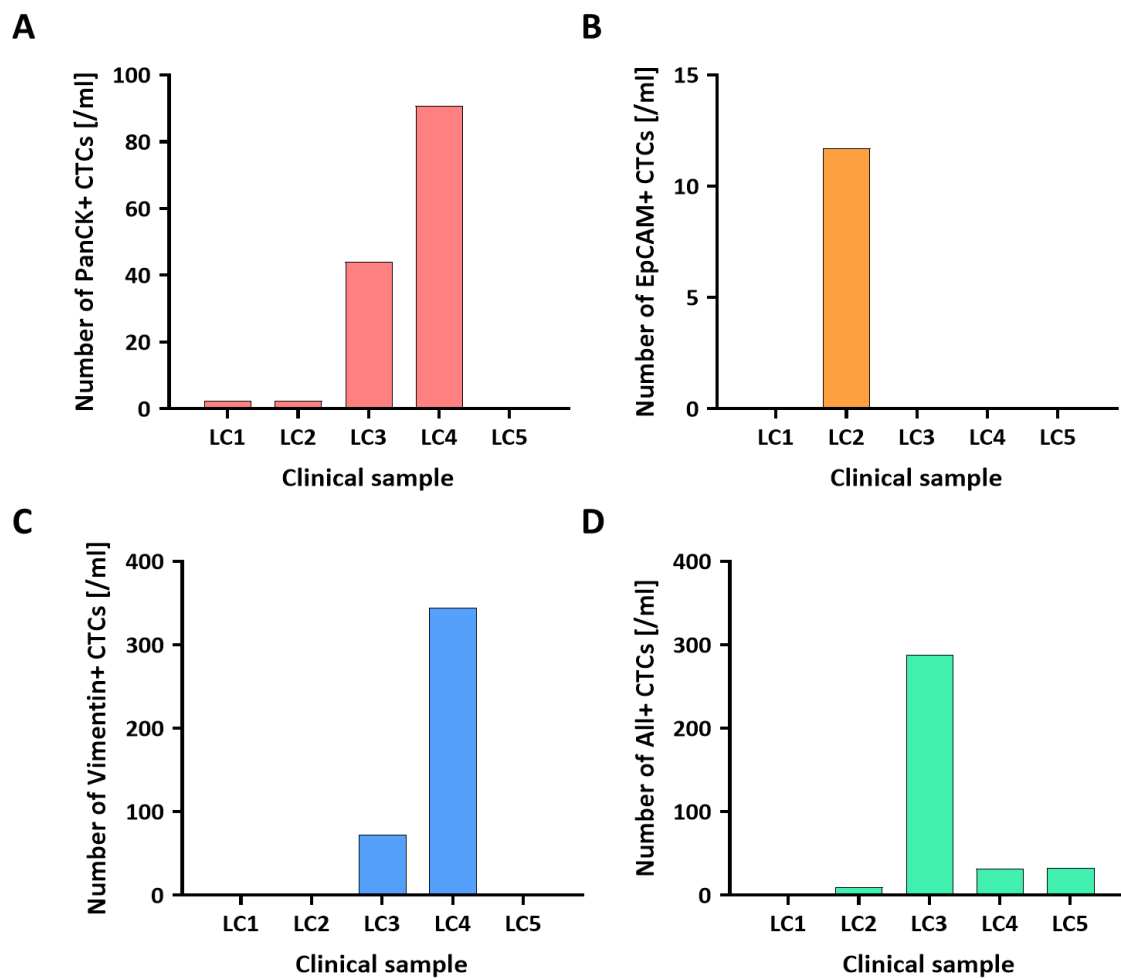 A
Number of PanCK+ CTCs [/ml]
100
80
60
40
20
0
LC1 LC2 LC3 LC4 LC5
Clinical sample
B
Number of EpCAM+ CTCs [/ml]
15
10
5
0
LC1 LC2 LC3 LC4 LC5
Clinical sample
C
Number of Vimentin+ CTCs [/ml]
400
300
200
100
0
LC1 LC2 LC3 LC4 LC5
Clinical sample
D
Number of All+ CTCs [/ml]
400
300
200
100
0
LC1 LC2 LC3 LC4 LC5
Clinical sample